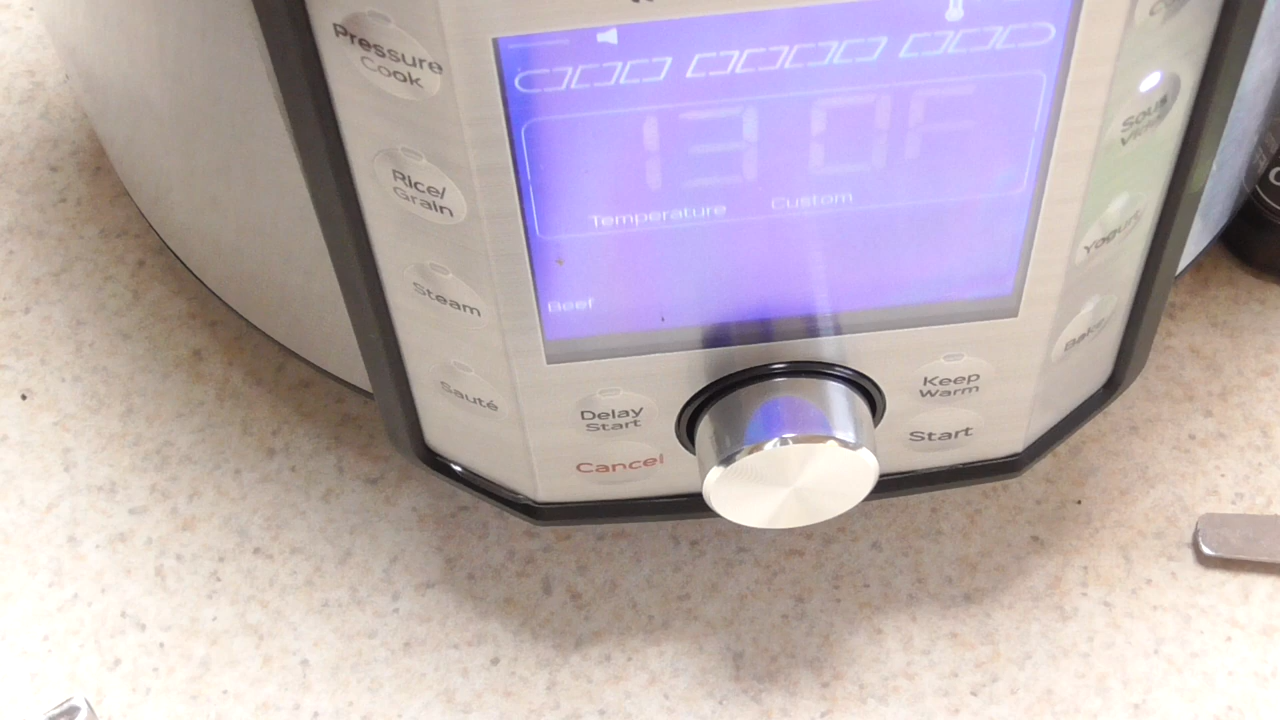 Pressure
Cook
Rice/
Grain
Steam
Sauté
130F
Temperature Custom
Beef
Delay
Start
Cancel
Keep
Warm
Start
Sous
Vide
Yogurt
Bake